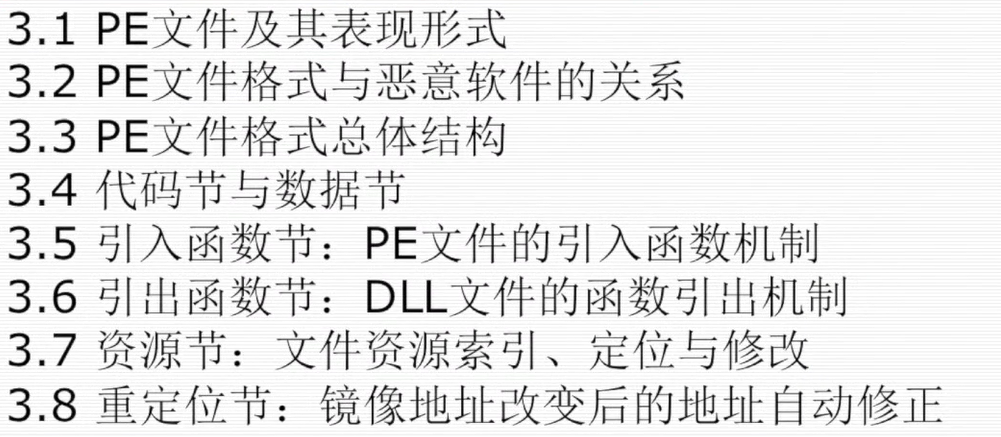 3.1 PE文件及其表现形式
3.2 PE文件格式与恶意软件的关系
3.3 PE文件格式总体结构
3.4 代码节与数据节
3.5 引入函数节：PE文件的引入函数机制
3.6 引出函数节：DLL文件的函数引出机制
3.7 资源节：文件资源索引、定位与修改
3.8 重定位节：镜像地址改变后的地址自动修正